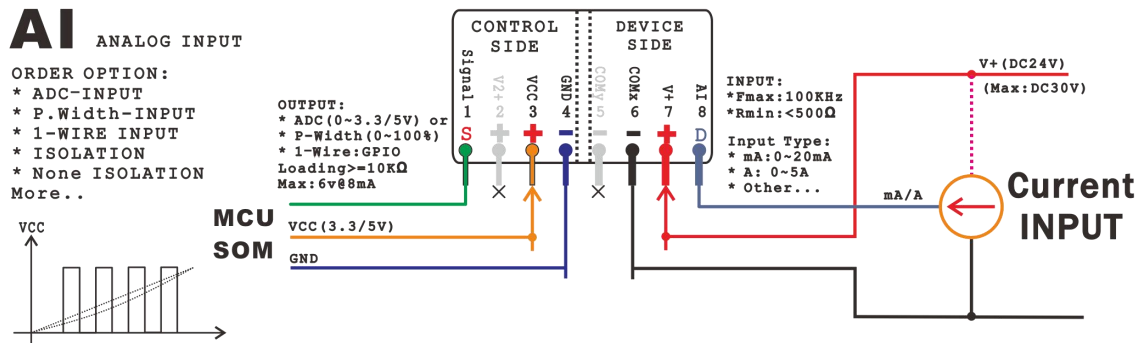 AI ANALOG INPUT
ORDER OPTION:
* ADC-INPUT
* P.Width-INPUT
* 1-WIRE INPUT
* ISOLATION
* None ISOLATION
More..
VCC
OUTPUT:
* ADC(0~3.3/5V) or
* P-Width(0~100%)
* 1-Wire:GPIO
Loading>=10KΩ
Max:6v@8mA
MCU
SOM
VCC(3.3/5V)
GND
CONTROL
SIDE
DEVICE
SIDE
Signal 1 S
V2+ 2 +
VCC 3 +
GND 4 -
COMy 5 -
COMx 6 -
V+ 7 +
AI 8 D
INPUT:
*Fmax:100KHz
*Rmin:<500Ω
Input Type:
* mA:0~20mA
* A: 0~5A
* Other...
V+(DC24V)
(Max:DC30V)
mA/A
Current
INPUT